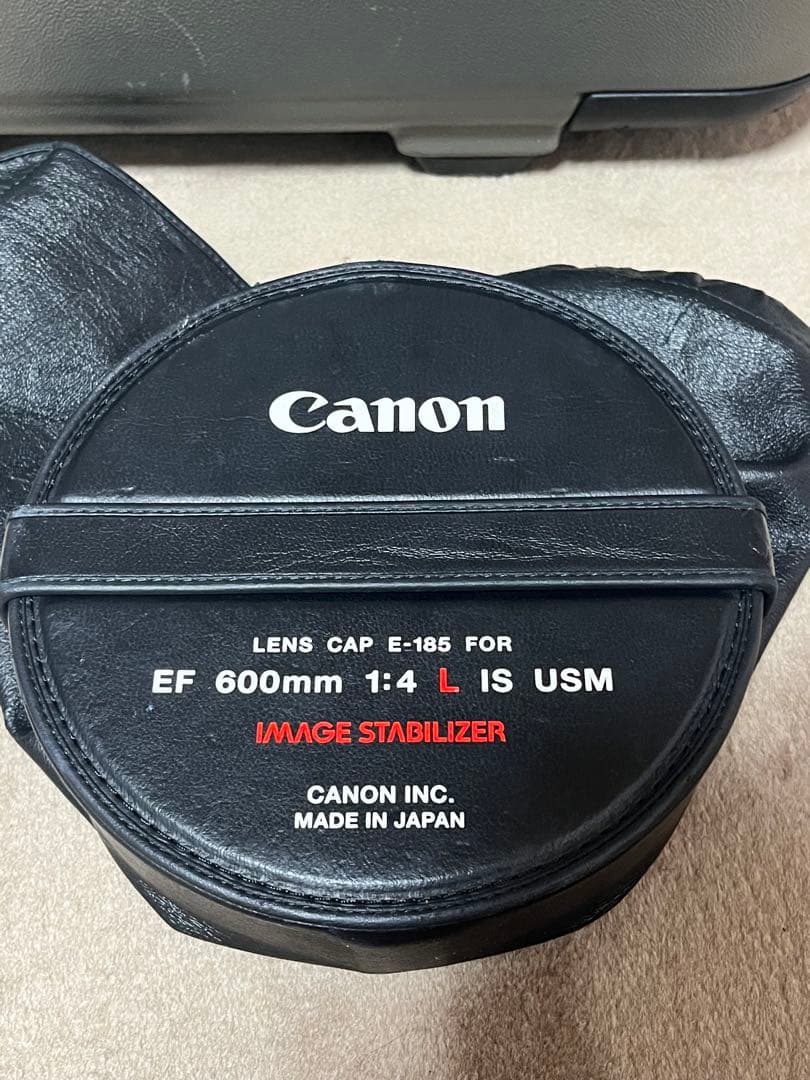 Canon
LENS CAP E-185 FOR
EF 600mm 1:4 L IS USM
IMAGE STABILIZER
CANON INC.
MADE IN JAPAN